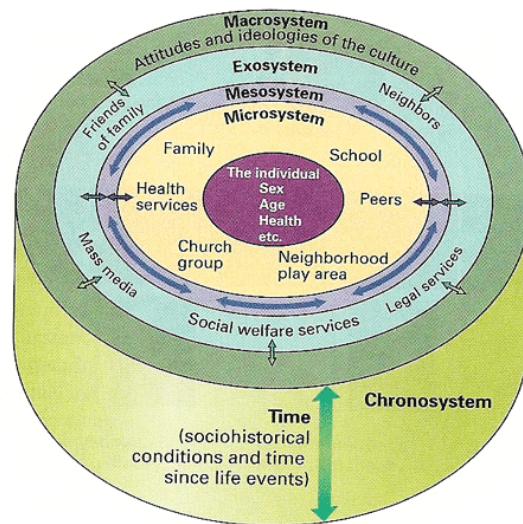 Macrosystem
Attitudes and ideologies of the culture
Exosystem
Mesosystem
Microsystem
Friends
of family
Neighbors
Family
School
The individual
Sex
Age
Health
etc.
Health
services
Peers
Church
group
Neighborhood
play area
Mass media
Social welfare services
Legal services
Chronosystem
Time
(sociohistorical
conditions and time
since life events)